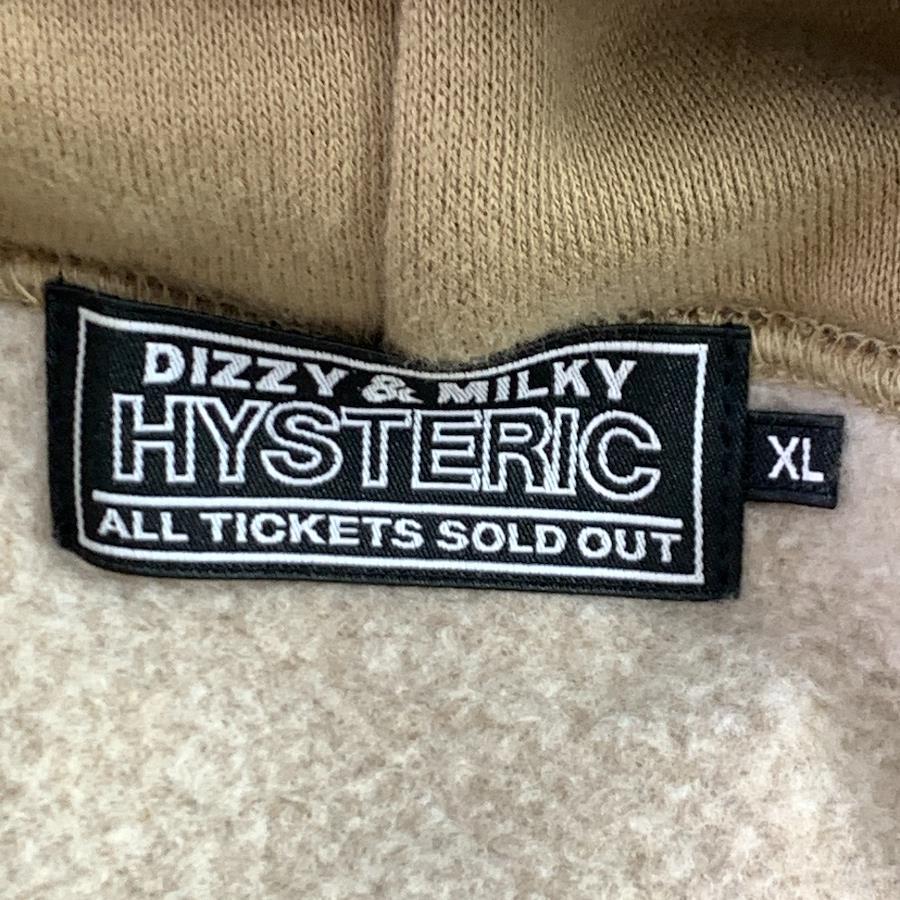 DIZZY & MILKY
HYSTERIC
ALL TICKETS SOLD OUT
XL